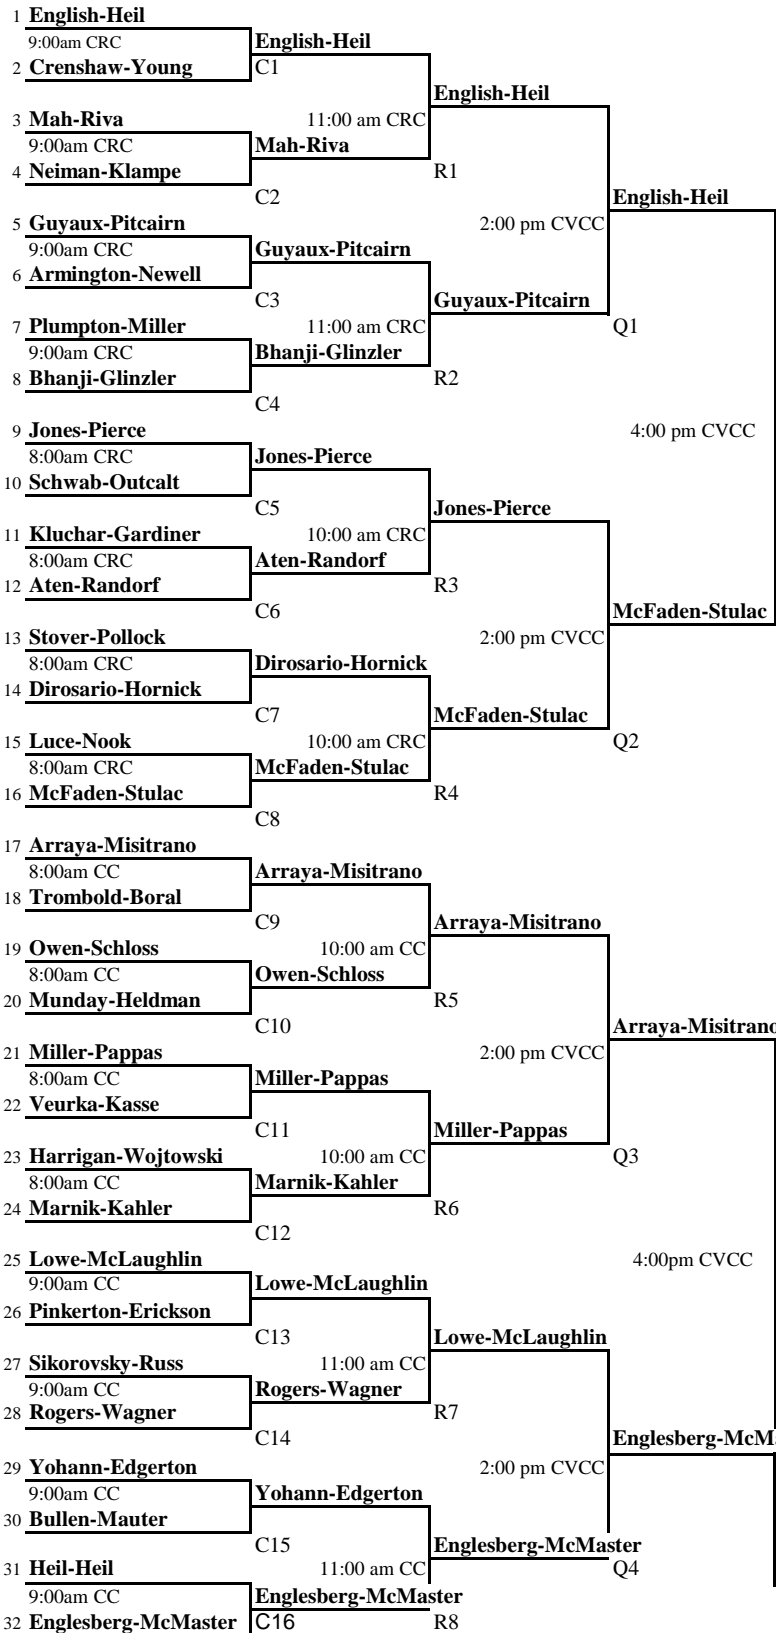 1 English-Heil
9:00am CRC
English-Heil
2 Crenshaw-Young
C1
English-Heil
3 Mah-Riva
11:00 am CRC
9:00am CRC
Mah-Riva
4 Neiman-Klampe
R1
C2
English-Heil
5 Guyaux-Pitcairn
2:00 pm CVCC
9:00am CRC
Guyaux-Pitcairn
6 Armington-Newell
C3
Guyaux-Pitcairn
7 Plumpton-Miller
11:00 am CRC
Q1
9:00am CRC
Bhanji-Glinzler
8 Bhanji-Glinzler
R2
C4
9 Jones-Pierce
4:00 pm CVCC
8:00am CRC
Jones-Pierce
10 Schwab-Outcalt
C5
Jones-Pierce
11 Kluchar-Gardiner
10:00 am CRC
8:00am CRC
Aten-Randorf
12 Aten-Randorf
R3
C6
McFaden-Stulac
13 Stover-Pollock
2:00 pm CVCC
8:00am CRC
Dirosario-Hornick
14 Dirosario-Hornick
C7
McFaden-Stulac
15 Luce-Nook
10:00 am CRC
Q2
8:00am CRC
McFaden-Stulac
16 McFaden-Stulac
R4
C8
17 Arraya-Misitrano
8:00am CC
Arraya-Misitrano
18 Trombold-Boral
C9
Arraya-Misitrano
19 Owen-Schloss
10:00 am CC
8:00am CC
Owen-Schloss
20 Munday-Heldman
R5
C10
Arraya-Misitrano
21 Miller-Pappas
2:00 pm CVCC
8:00am CC
Miller-Pappas
22 Veurka-Kasse
C11
Miller-Pappas
23 Harrigan-Wojtowski
10:00 am CC
Q3
8:00am CC
Marnik-Kahler
24 Marnik-Kahler
R6
C12
25 Lowe-McLaughlin
4:00pm CVCC
9:00am CC
Lowe-McLaughlin
26 Pinkerton-Erickson
C13
Lowe-McLaughlin
27 Sikorovsky-Russ
11:00 am CC
9:00am CC
Rogers-Wagner
28 Rogers-Wagner
R7
C14
Englesberg-McM
29 Yohann-Edgerton
2:00 pm CVCC
9:00am CC
Yohann-Edgerton
30 Bullen-Mauter
C15
Englesberg-McMaster
31 Heil-Heil
11:00 am CC
Q4
9:00am CC
Englesberg-McMaster
32 Englesberg-McMaster
C16
R8